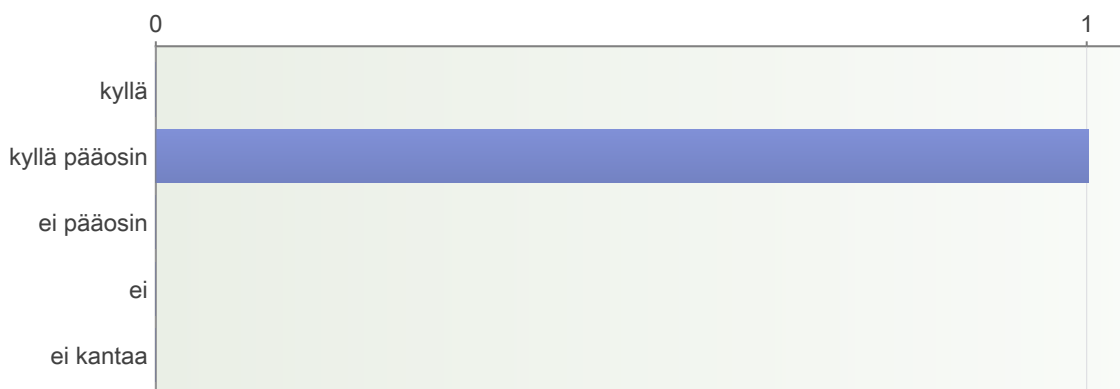 0 1
kyllä
kyllä pääosin
ei pääosin
ei
ei kantaa